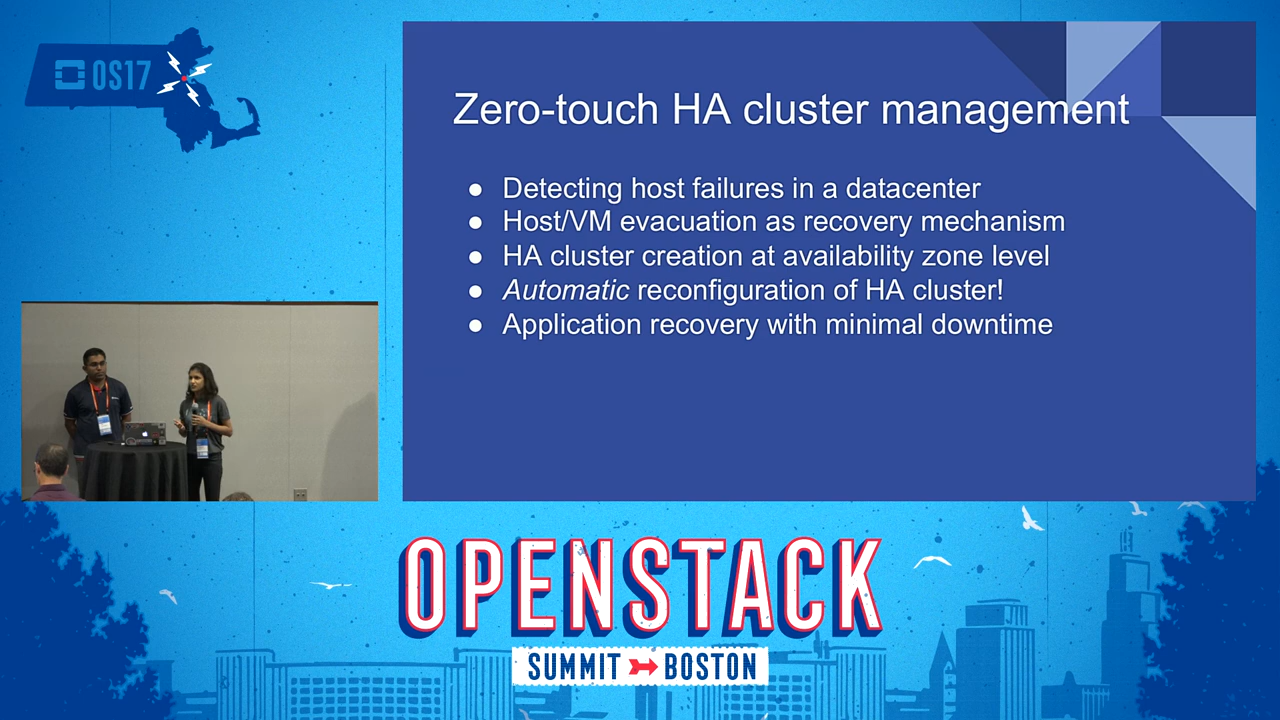 OS17
Zero-touch HA cluster management
● Detecting host failures in a datacenter
● Host/VM evacuation as recovery mechanism
● HA cluster creation at availability zone level
● Automatic reconfiguration of HA cluster!
● Application recovery with minimal downtime
OPENSTACK
SUMMIT BOSTON